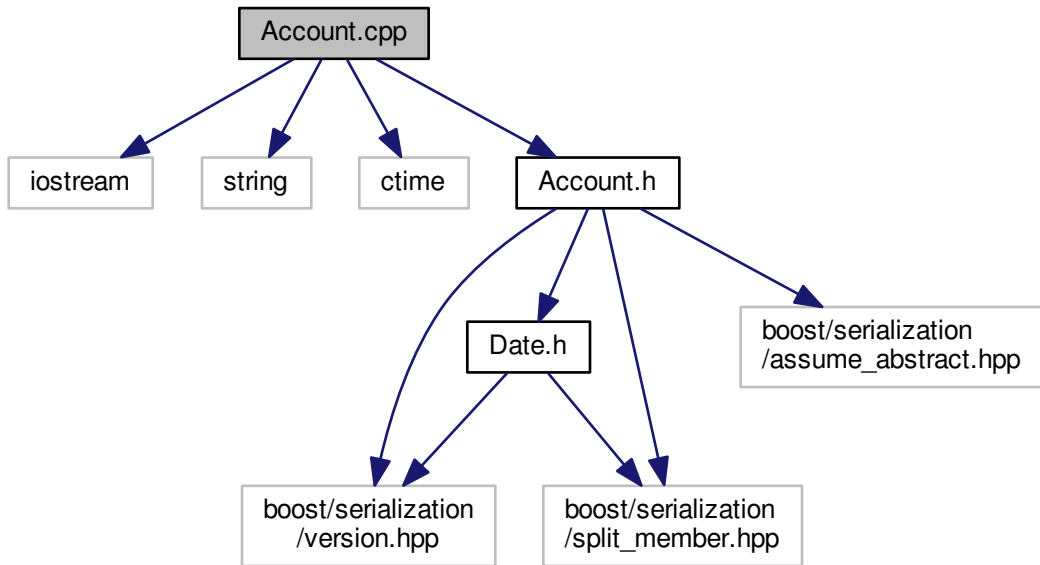 Account.cpp
iostream
string
ctime
Account.h
Date.h
boost/serialization
/assume_abstract.hpp
boost/serialization
/version.hpp
boost/serialization
/split_member.hpp